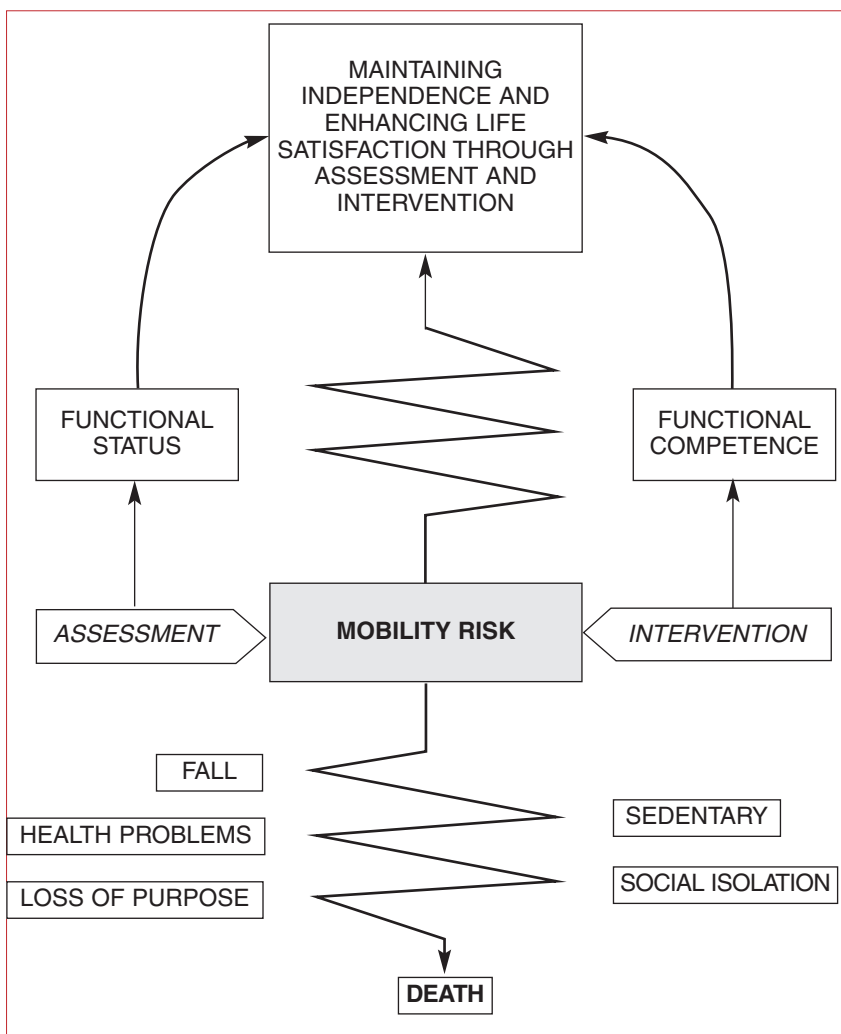 MAINTAINING
INDEPENDENCE AND
ENHANCING LIFE
SATISFACTION THROUGH
ASSESSMENT AND
INTERVENTION
FUNCTIONAL
STATUS
FUNCTIONAL
COMPETENCE
ASSESSMENT
MOBILITY RISK
INTERVENTION
FALL
SEDENTARY
HEALTH PROBLEMS
SOCIAL ISOLATION
LOSS OF PURPOSE
DEATH